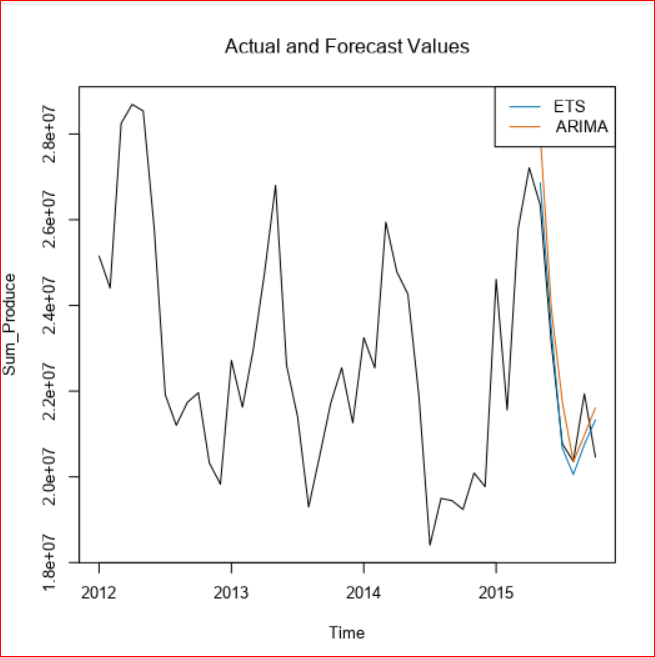 Actual and Forecast Values
ETS
ARIMA
2.8e+07
2.6e+07
2.4e+07
2.2e+07
2.0e+07
1.8e+07
Sum_Produce
2012
2013
2014
2015
Time